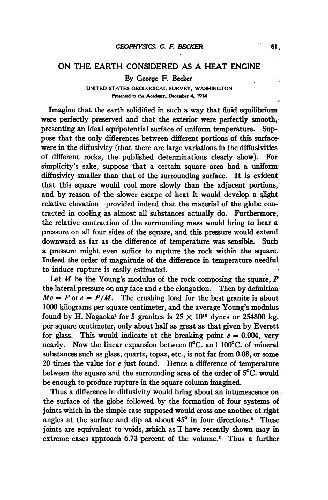 GEOPHYSICS. G. F. BECKER 81
ON THE EARTH CONSIDERED AS A HEAT ENGINE
By George F. Becker
UNITED STATES GEOLOGICAL SURVEY, WASHINGTON
Presented to the Academy, December 4, 1914
Imagine that the earth solidified in such a way that fluid equilibrium
were perfectly preserved and that the exterior were perfectly smooth,
presenting an ideal equipotential surface of uniform temperature. Sup-
pose that the only differences between different portions of this surface
were in the diffusivity (that there are large variations in the diffusivities
of different rocks, the published determinations clearly show). For
simplicity's sake, suppose that a certain square area had a uniform
diffusivity smaller than that of the surrounding surface. It is evident
that this square would cool more slowly than the adjacent portions,
and by reason of the slower escape of heat it would develop a slight
relative elevation provided indeed that the material of the globe con-
tracted in cooling as almost all substances actually do. Furthermore,
the relative contraction of the surrounding mass would bring to bear a
pressure on all four sides of the square, and this pressure would extend
downward as far as the difference of temperature was sensible. Such
a pressure might even suffice to rupture the rock within the square.
Indeed the order of magnitude of the difference in temperature needful
to induce rupture is easily estimated.
Let M be the Young's modulus of the rock composing the square, P
the lateral pressure on any face and e the elongation. Then by definition
Me = P or e = P/M. The crushing load for the best granite is about
1000 kilograms per square centimeter, and the average Young's modulus
found by H. Nagaoka for 5 granites is 25 × 10¹⁰ dynes or 254800 kg.
per square centimeter, only about half as great as that given by Everett
for glass. This would indicate at the breaking point e = 0.004, very
nearly. Now the linear expansion between 0°C. and 100°C. of mineral
substances such as glass, quartz, topaz, etc., is not far from 0.08, or some
20 times the value for e just found. Hence a difference of temperature
between the square and the surrounding area of the order of 5°C. would
be enough to produce rupture in the square column imagined.
Thus a difference in diffusivity would bring about an intumescence on
the surface of the globe followed by the formation of four systems of
joints which in the simple case supposed would cross one another at right
angles at the surface and dip at about 45° in four directions. These
joints are equivalent to voids, which as I have recently shown may in
extreme cases approach 6.73 percent of the volume. Thus a further